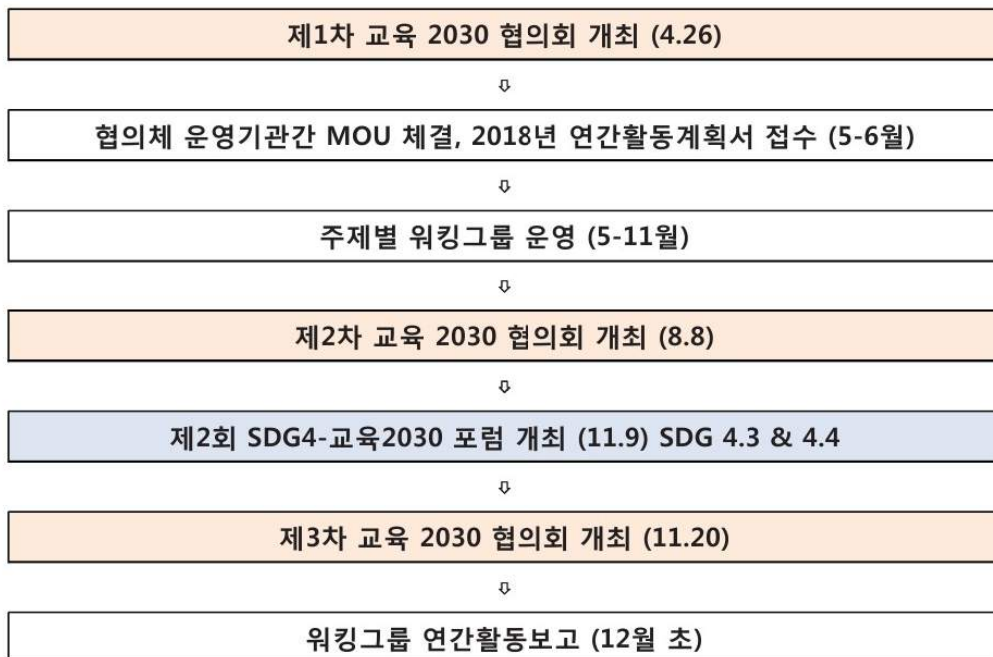 제1차 교육 2030 협의회 개최 (4.26)
⇩
협의체 운영기관간 MOU 체결, 2018년 연간활동계획서 접수 (5-6월)
⇩
주제별 워킹그룹 운영 (5-11월)
⇩
제2차 교육 2030 협의회 개최 (8.8)
⇩
제2회 SDG4-교육2030 포럼 개최 (11.9) SDG 4.3 & 4.4
⇩
제3차 교육 2030 협의회 개최 (11.20)
⇩
워킹그룹 연간활동보고 (12월 초)